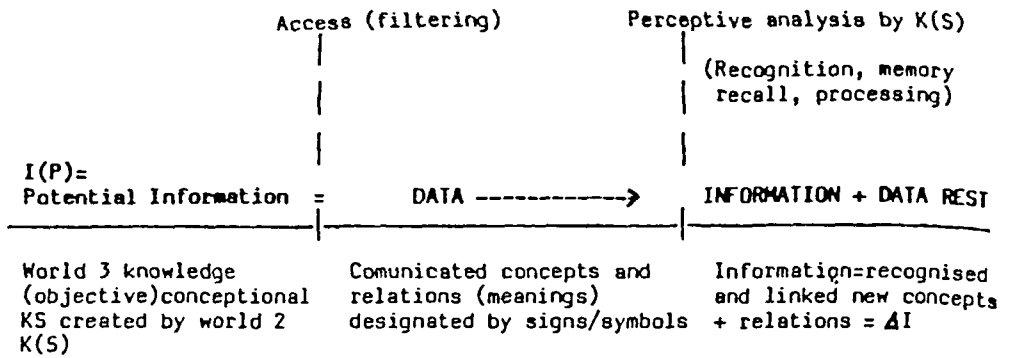 Access (filtering) Perceptive analysis by K(S)
(Recognition, memory
recall, processing)
I(P)=
Potential Information = DATA -----------> INFORMATION + DATA REST
World 3 knowledge
(objective)conceptional
KS created by world 2
K(S)
Comunicated concepts and
relations (meanings)
designated by signs/symbols
Information=recognised
and linked new concepts
+ relations = ΔI